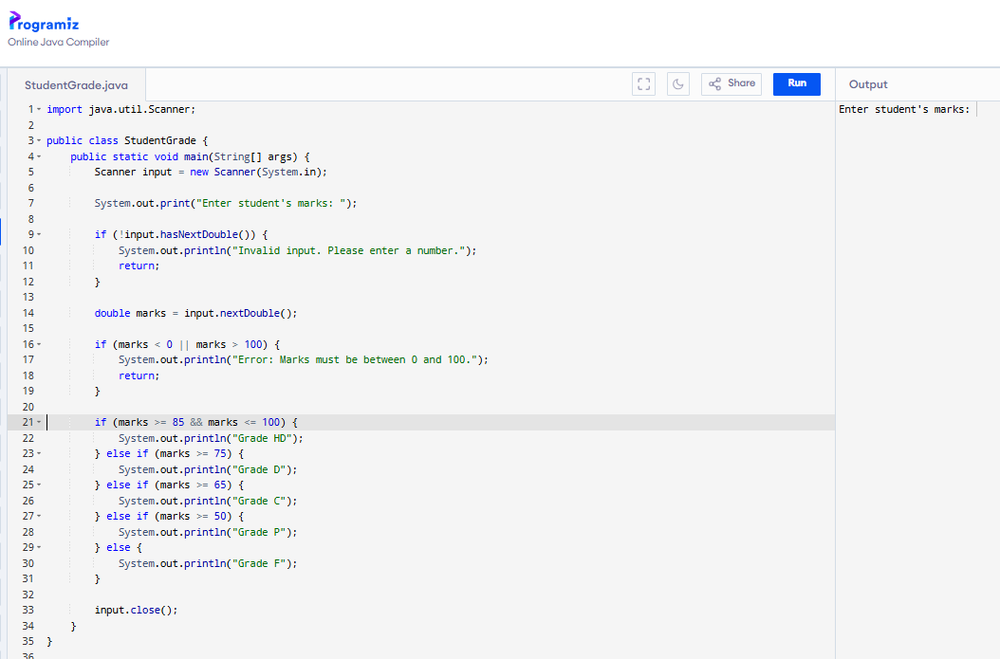 Programiz
Online Java Compiler
StudentGrade.java
Share
Run
Output
1 import java.util.Scanner;
2
3 public class StudentGrade {
4     public static void main(String[] args) {
5         Scanner input = new Scanner(System.in);
6
7         System.out.print("Enter student's marks: ");
8
9         if (!input.hasNextDouble()) {
10             System.out.println("Invalid input. Please enter a number.");
11             return;
12         }
13
14         double marks = input.nextDouble();
15
16         if (marks < 0 || marks > 100) {
17             System.out.println("Error: Marks must be between 0 and 100.");
18             return;
19         }
20
21         if (marks >= 85 && marks <= 100) {
22             System.out.println("Grade HD");
23         } else if (marks >= 75) {
24             System.out.println("Grade D");
25         } else if (marks >= 65) {
26             System.out.println("Grade C");
27         } else if (marks >= 50) {
28             System.out.println("Grade P");
29         } else {
30             System.out.println("Grade F");
31         }
32
33         input.close();
34     }
35 }
36
Enter student's marks: